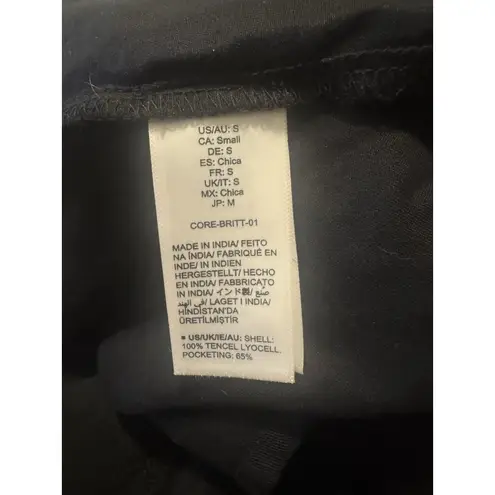 US/AU: S
CA: Small
DE: S
ES: Chica
FR: S
UK/IT: S
MX: Chica
JP: M
CORE-BRITT-01
MADE IN INDIA/ FEITO
NA ÍNDIA/ FABRIQUÉ EN
INDE/ IN INDIEN
HERGESTELLT/ HECHO
EN INDIA/ FABBRICATO
IN INDIA/ インド製/ صنع
في الهند/ LAGET I INDIA/
HİNDİSTAN'DA
ÜRETİLMİŞTİR
■ US/UK/IE/AU: SHELL:
100% TENCEL LYOCELL.
POCKETING: 65%